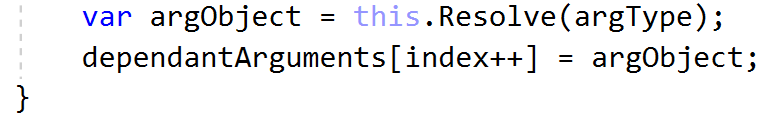 var argObject = this.Resolve(argType);
dependantArguments[index++] = argObject;
}